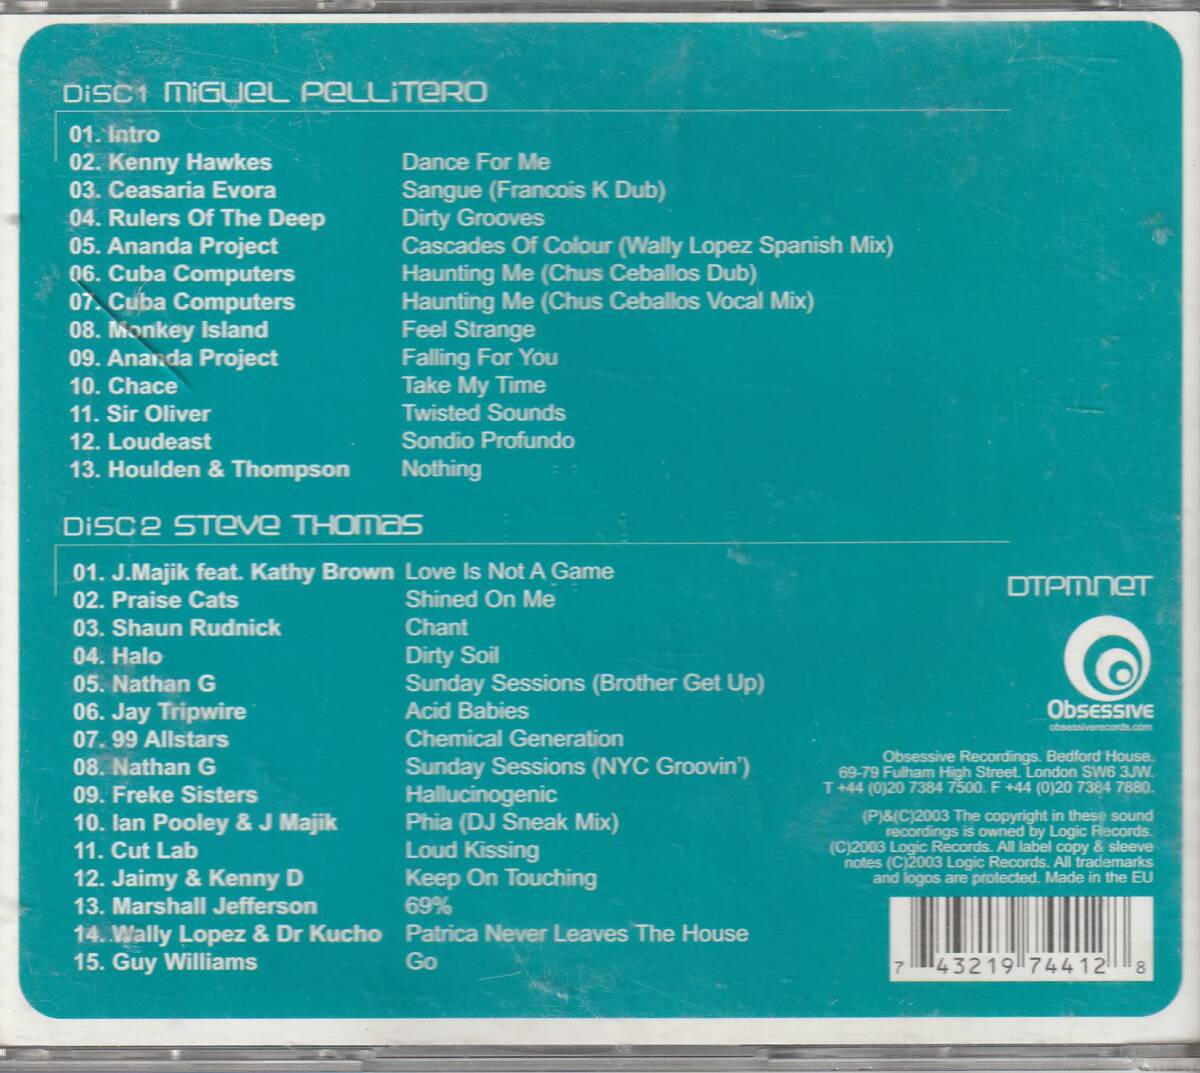 DiSC1 MiGUEL PELLiTERO
01. Intro
02. Kenny Hawkes Dance For Me
03. Ceasaria Evora Sangue (Francois K Dub)
04. Rulers Of The Deep Dirty Grooves
05. Ananda Project Cascades Of Colour (Wally Lopez Spanish Mix)
06. Cuba Computers Haunting Me (Chus Ceballos Dub)
07. Cuba Computers Haunting Me (Chus Ceballos Vocal Mix)
08. Monkey Island Feel Strange
09. Ananda Project Falling For You
10. Chace Take My Time
11. Sir Oliver Twisted Sounds
12. Loudeast Sondio Profundo
13. Houlden & Thompson Nothing
DiSC2 STEVE THOMAS
01. J.Majik feat. Kathy Brown Love Is Not A Game
02. Praise Cats Shined On Me
03. Shaun Rudnick Chant
04. Halo Dirty Soil
05. Nathan G Sunday Sessions (Brother Get Up)
06. Jay Tripwire Acid Babies
07. 99 Allstars Chemical Generation
08. Nathan G Sunday Sessions (NYC Groovin')
09. Freke Sisters Hallucinogenic
10. Ian Pooley & J Majik Phia (DJ Sneak Mix)
11. Cut Lab Loud Kissing
12. Jaimy & Kenny D Keep On Touching
13. Marshall Jefferson 69%
14. Wally Lopez & Dr Kucho Patrica Never Leaves The House
15. Guy Williams Go
DTPM.NET
Obsessive
obsessiverecords.com
Obsessive Recordings. Bedford House.
69-79 Fulham High Street. London SW6 3JW.
T +44 (0)20 7384 7500. F +44 (0)20 7384 7880.
(P)&(C)2003 The copyright in these sound
recordings is owned by Logic Records.
(C)2003 Logic Records. All label copy & sleeve
notes (C)2003 Logic Records. All trademarks
and logos are protected. Made in the EU
7 43219 74412 8